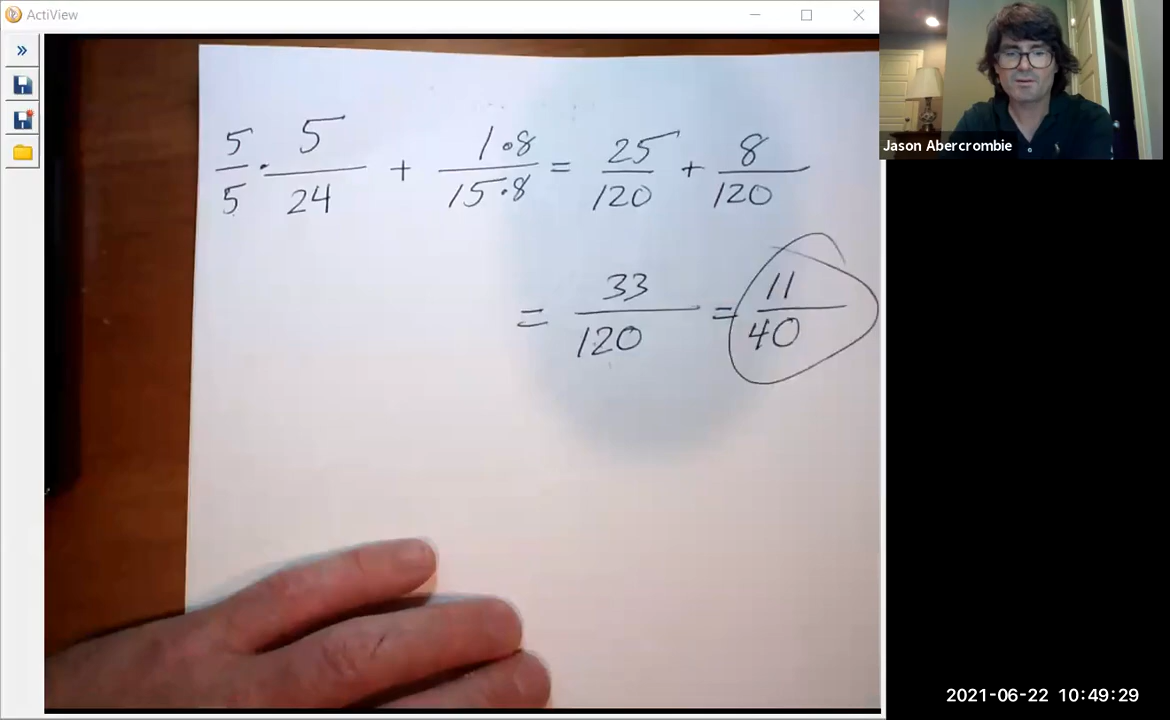 ActiView
5/5 · 5/24 + 1·8/15·8 = 25/120 + 8/120
= 33/120 = 11/40
Jason Abercrombie
2021-06-22 10:49:29